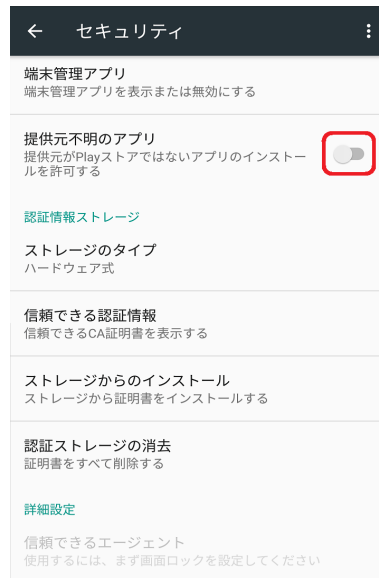 セキュリティ
端末管理アプリ
端末管理アプリを表示または無効にする
提供元不明のアプリ
提供元がPlayストアではないアプリのインストー
ルを許可する
認証情報ストレージ
ストレージのタイプ
ハードウェア式
信頼できる認証情報
信頼できるCA証明書を表示する
ストレージからのインストール
ストレージから証明書をインストールする
認証ストレージの消去
証明書をすべて削除する
詳細設定
信頼できるエージェント
使用するには、まず画面ロックを設定してください